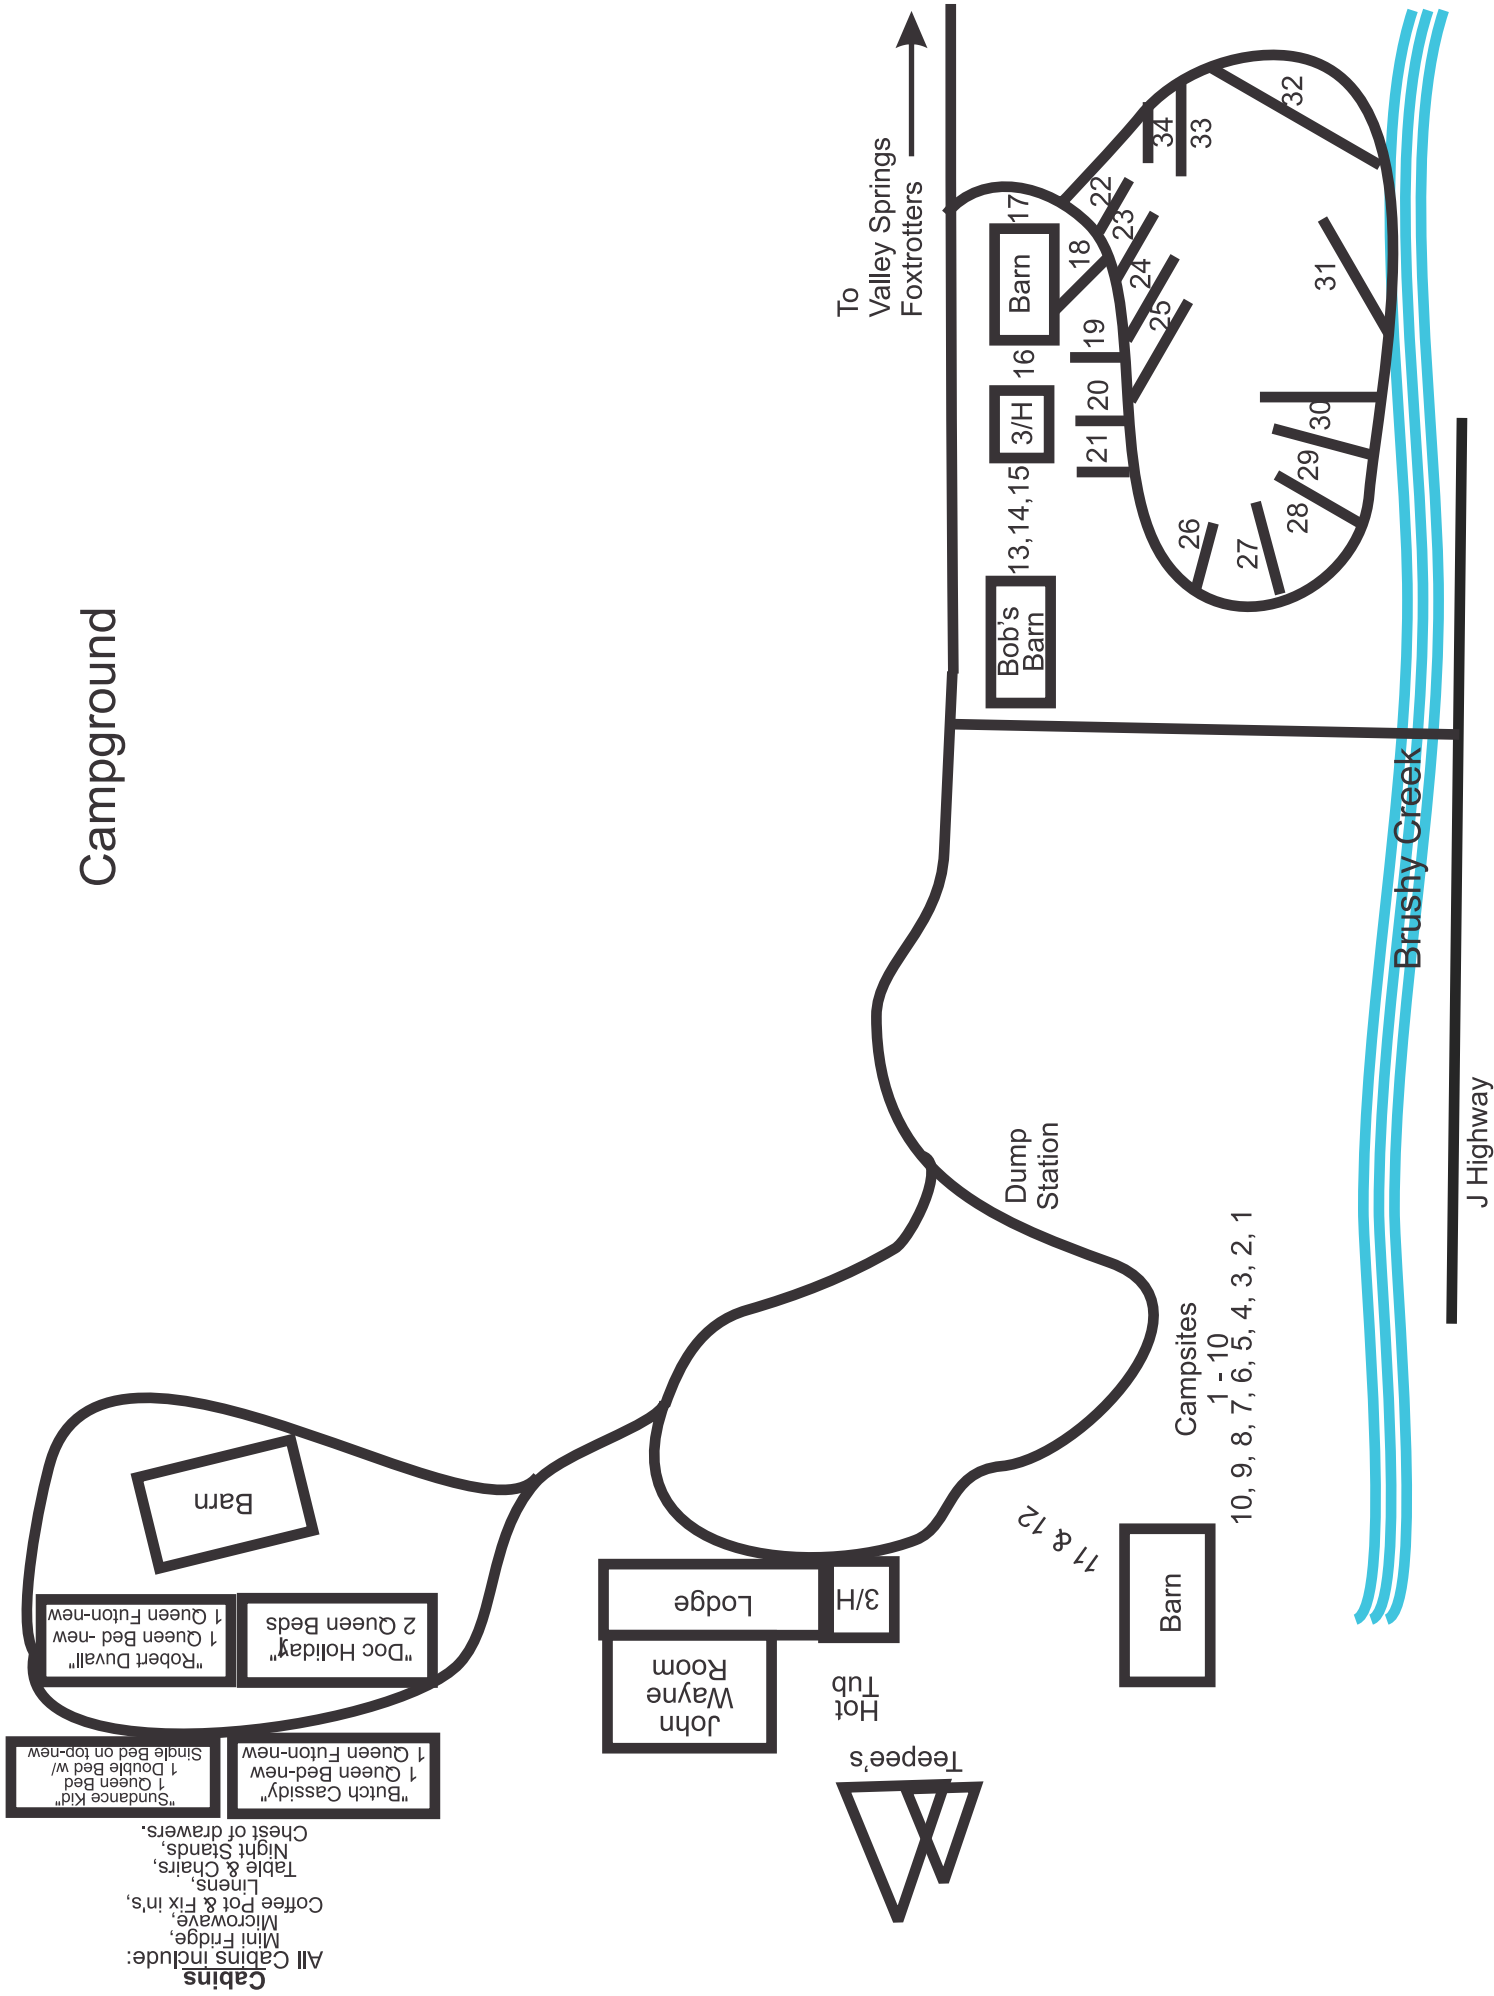 Campground
To
Valley Springs
Foxtrotters
17
Barn
16
3/H
13,14,15
Bob's
Barn
18
19
20
21
22
23
24
25
26
27
28
29
30
31
32
33
34
Brushy Creek
J Highway
Dump
Station
Campsites
1 - 10
10, 9, 8, 7, 6, 5, 4, 3, 2, 1
11 & 12
Barn
Lodge
3/H
John
Wayne
Room
Hot
Tub
Teepee's
Barn
"Robert Duvall"
1 Queen Bed -new
1 Queen Futon-new
"Doc Holiday"
2 Queen Beds
"Sundance Kid"
1 Queen Bed
1 Double Bed w/
Single Bed on top-new
"Butch Cassidy"
1 Queen Bed-new
1 Queen Futon-new
Cabins
All Cabins include:
Mini Fridge,
Microwave,
Coffee Pot & Fix in's,
Linens,
Table & Chairs,
Night Stands,
Chest of drawers.